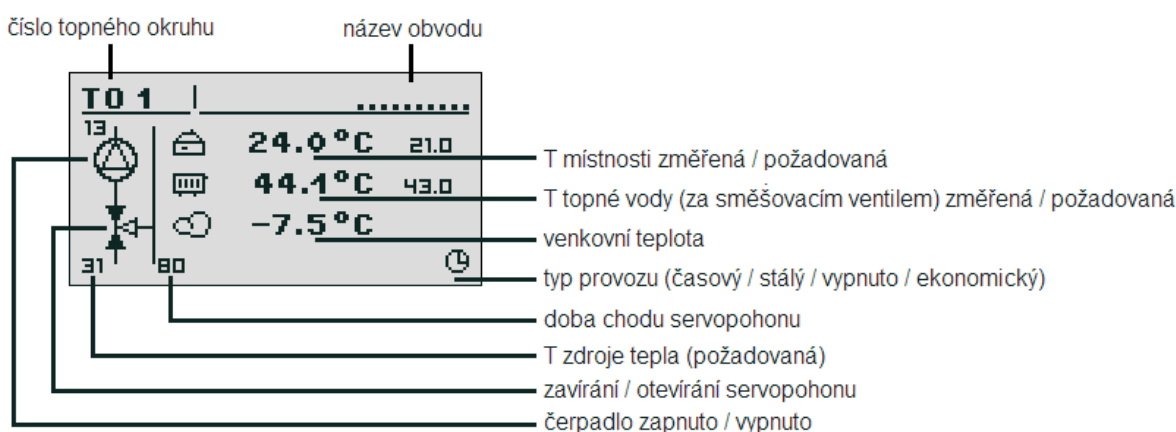 číslo topného okruhu
název obvodu
TO 1 ..........
13
24.0°C 21.0
44.1°C 43.0
-7.5°C
31 80
T místnosti změřená / požadovaná
T topné vody (za směšovacím ventilem) změřená / požadovaná
venkovní teplota
typ provozu (časový / stálý / vypnuto / ekonomický)
doba chodu servopohonu
T zdroje tepla (požadovaná)
zavírání / otevírání servopohonu
čerpadlo zapnuto / vypnuto